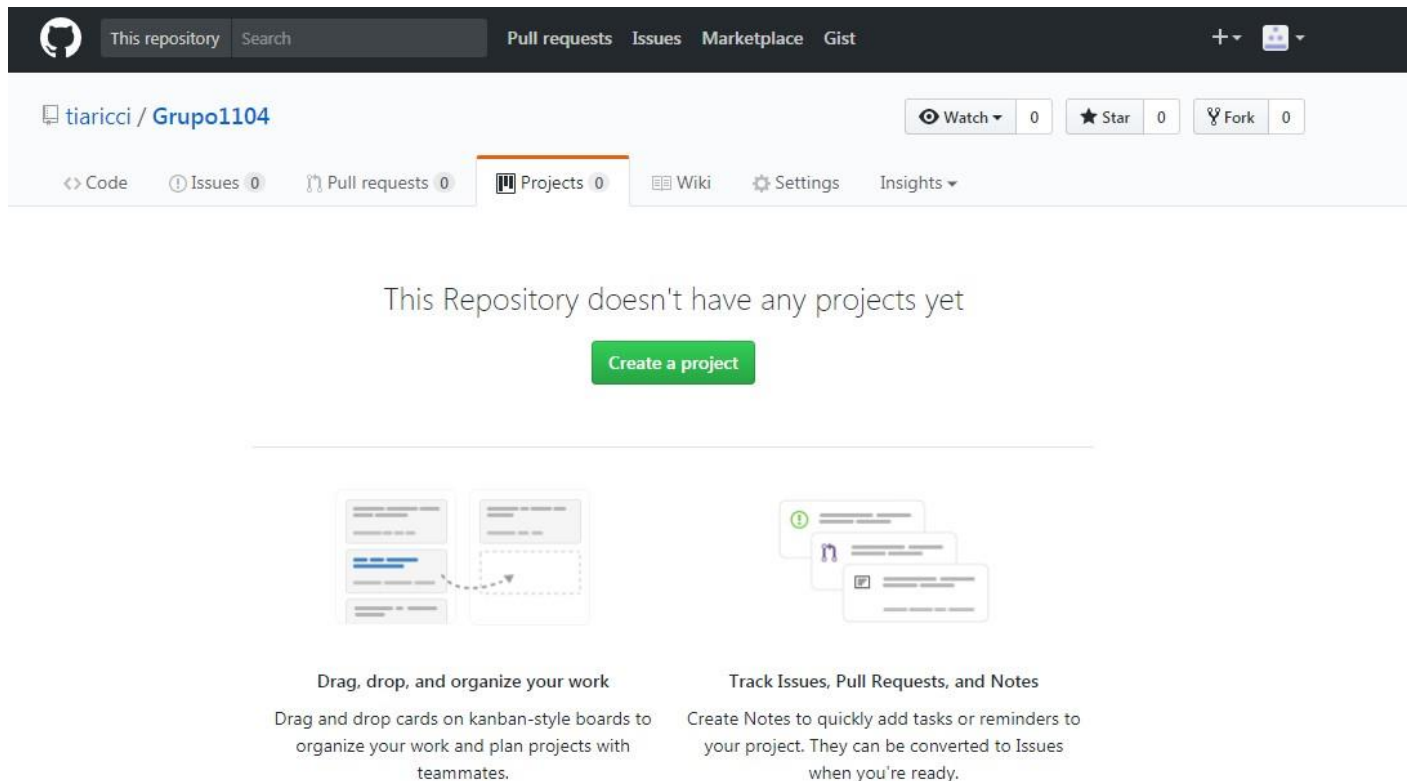 This repository Search Pull requests Issues Marketplace Gist
tiaricci / Grupo1104 Watch 0 Star 0 Fork 0
Code Issues 0 Pull requests 0 Projects 0 Wiki Settings Insights
This Repository doesn't have any projects yet
Create a project
Drag, drop, and organize your work
Drag and drop cards on kanban-style boards to
organize your work and plan projects with
teammates.
Track Issues, Pull Requests, and Notes
Create Notes to quickly add tasks or reminders to
your project. They can be converted to Issues
when you're ready.